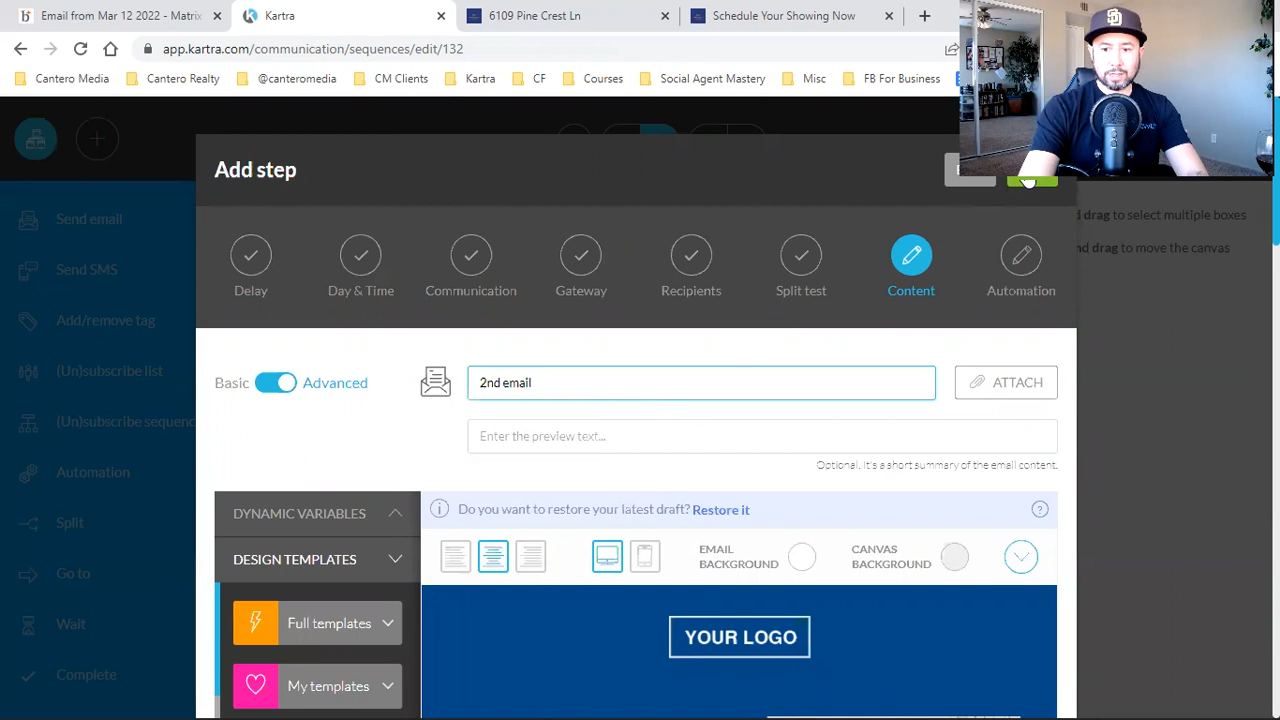 Email from Mar 12 2022 - Matrix
Kartra
6109 Pine Crest Ln
Schedule Your Showing Now
app.kartra.com/communication/sequences/edit/132
Cantero Media
Cantero Realty
@canteromedia
CM Clients
Kartra
CF
Courses
Social Agent Mastery
Misc
FB For Business
Add step
Send email
Send SMS
Add/remove tag
(Un)subscribe list
(Un)subscribe sequenc
Automation
Split
Go to
Wait
Complete
drag to select multiple boxes
nd drag to move the canvas
Delay
Day & Time
Communication
Gateway
Recipients
Split test
Content
Automation
Basic
Advanced
2nd email
ATTACH
Enter the preview text...
Optional. It's a short summary of the email content.
DYNAMIC VARIABLES
Do you want to restore your latest draft? Restore it
DESIGN TEMPLATES
EMAIL
BACKGROUND
CANVAS
BACKGROUND
Full templates
My templates
YOUR LOGO